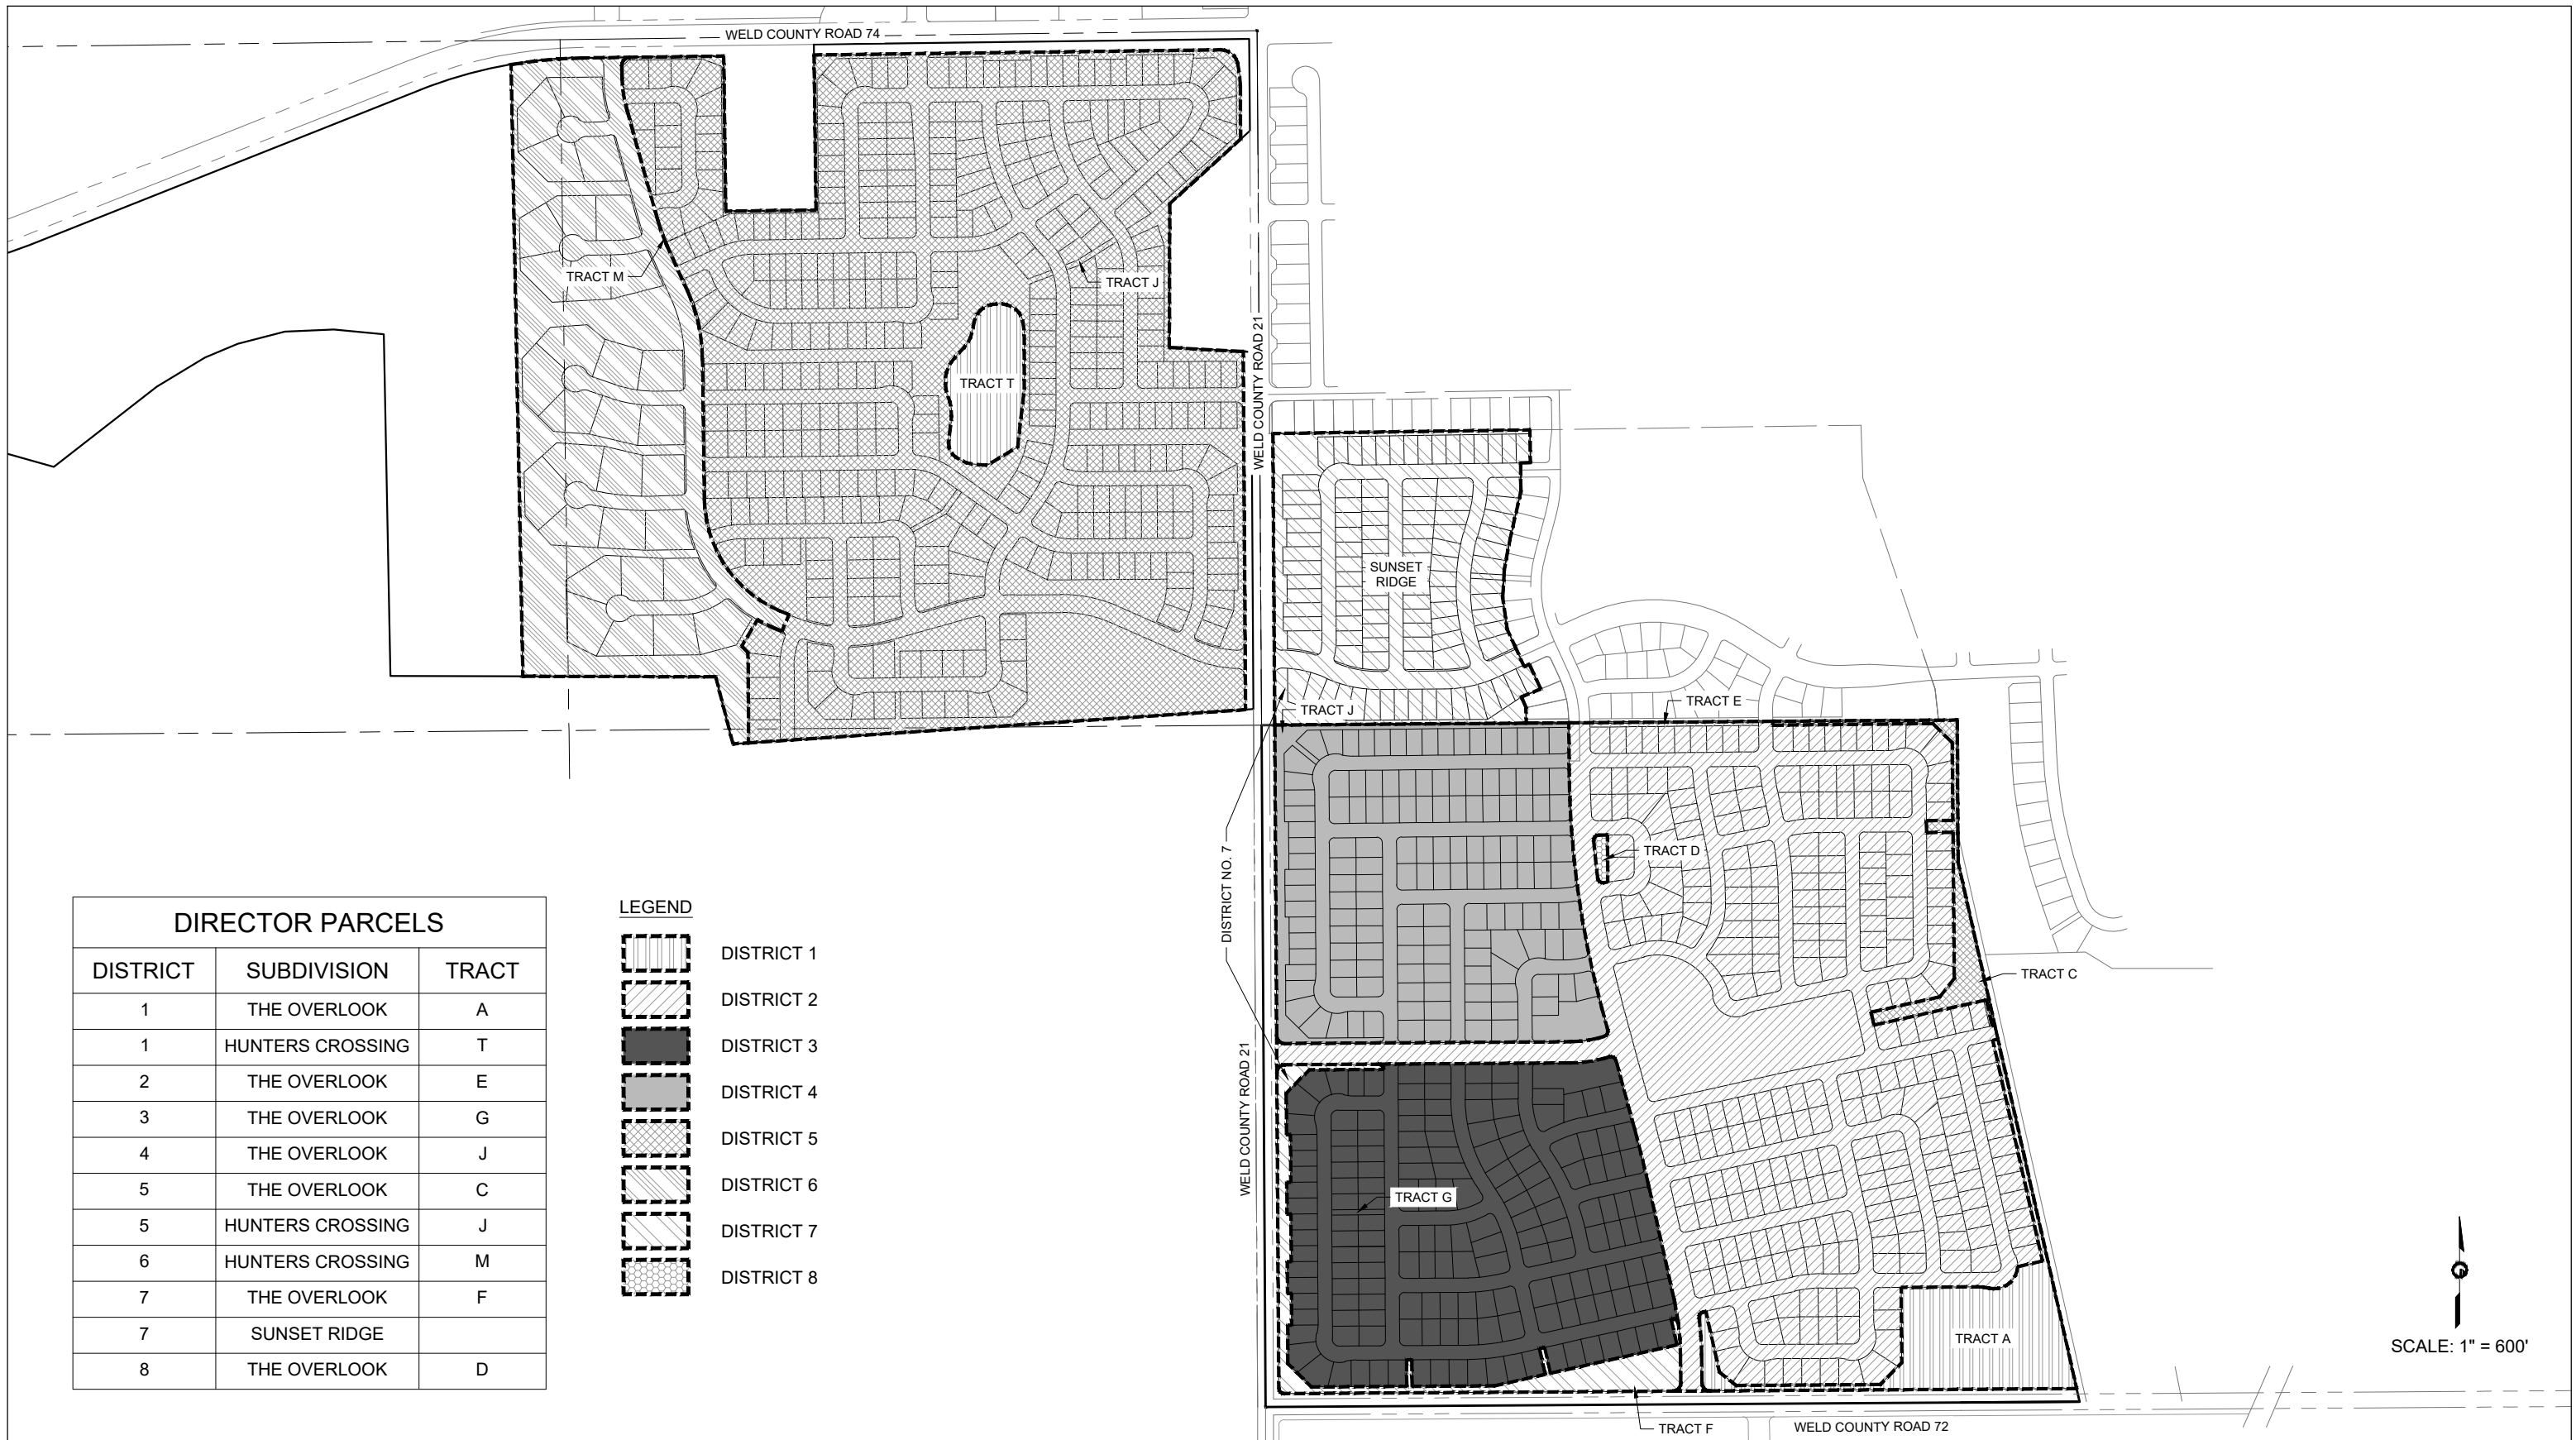 WELD COUNTY ROAD 74
TRACT M
TRACT J
TRACT T
WELD COUNTY ROAD 21
SUNSET
RIDGE
TRACT J
TRACT E
DISTRICT NO. 7
TRACT D
TRACT C
WELD COUNTY ROAD 21
TRACT G
TRACT A
TRACT F
WELD COUNTY ROAD 72
DIRECTOR PARCELS
DISTRICT SUBDIVISION TRACT
1 THE OVERLOOK A
1 HUNTERS CROSSING T
2 THE OVERLOOK E
3 THE OVERLOOK G
4 THE OVERLOOK J
5 THE OVERLOOK C
5 HUNTERS CROSSING J
6 HUNTERS CROSSING M
7 THE OVERLOOK F
7 SUNSET RIDGE
8 THE OVERLOOK D
LEGEND
DISTRICT 1
DISTRICT 2
DISTRICT 3
DISTRICT 4
DISTRICT 5
DISTRICT 6
DISTRICT 7
DISTRICT 8
SCALE: 1" = 600'